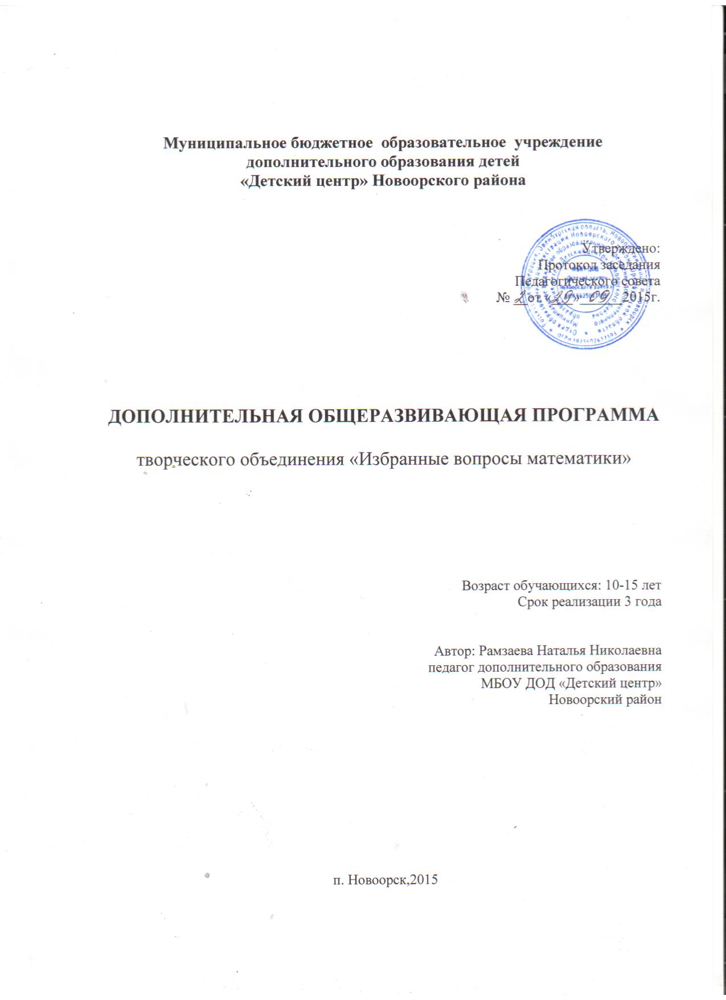 Муниципальное бюджетное образовательное учреждение
дополнительного образования детей
«Детский центр» Новоорского района
Утверждено:
Протокол заседания
Педагогического совета
№ 2 от «29» 09 2015г.
ДОПОЛНИТЕЛЬНАЯ ОБЩЕРАЗВИВАЮЩАЯ ПРОГРАММА
творческого объединения «Избранные вопросы математики»
Возраст обучающихся: 10-15 лет
Срок реализации 3 года
Автор: Рамзаева Наталья Николаевна
педагог дополнительного образования
МБОУ ДОД «Детский центр»
Новоорский район
п. Новоорск,2015